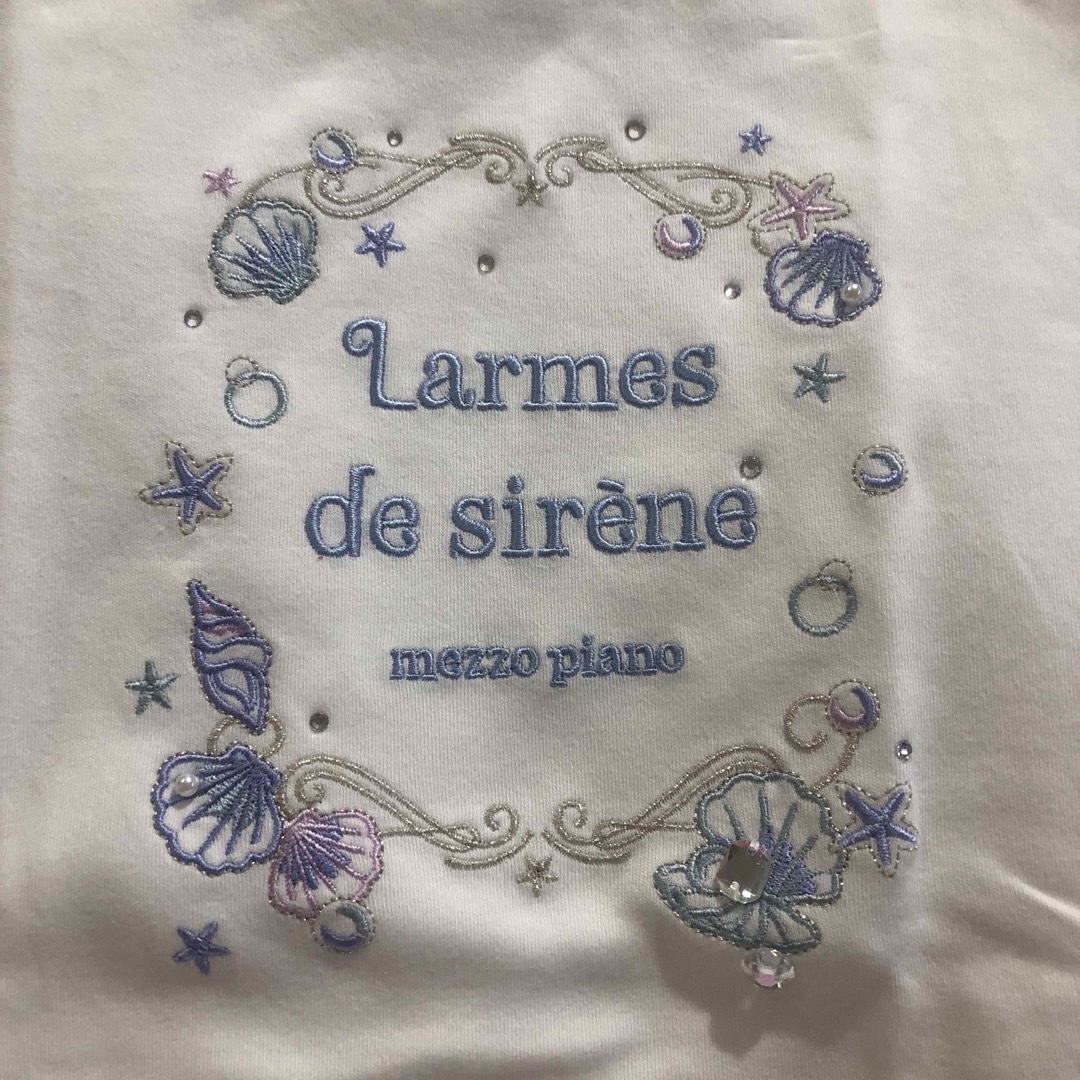 Larmes
de sirène
mezzo piano